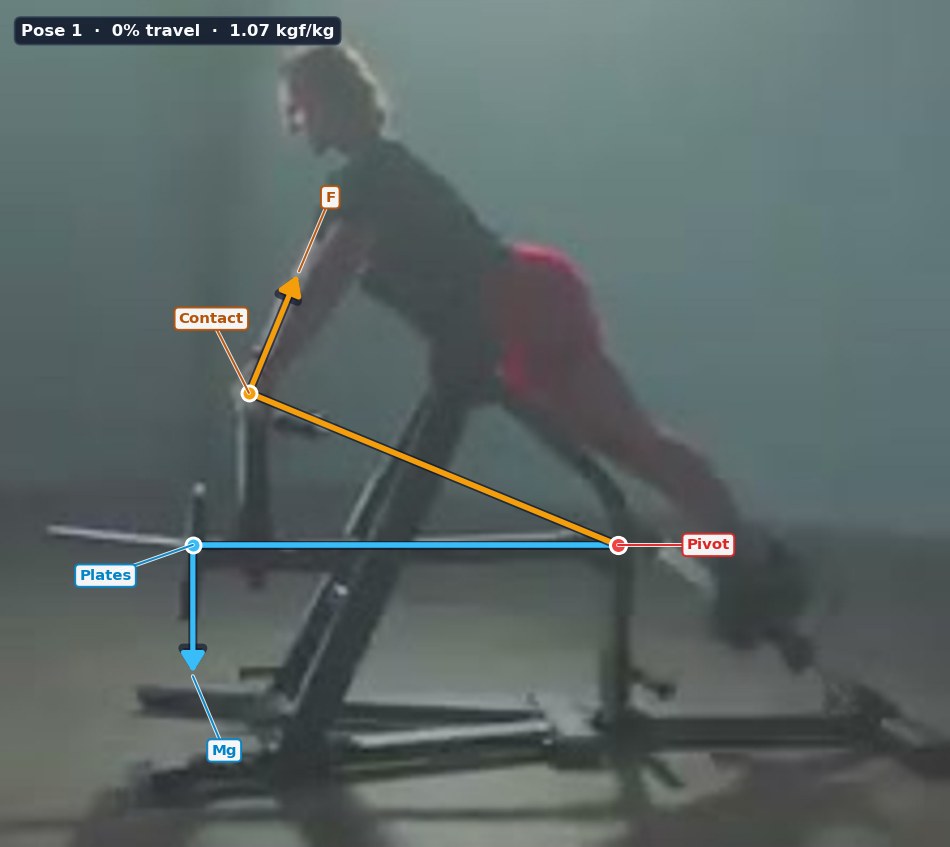 Pose 1 · 0% travel · 1.07 kgf/kg
F
Contact
Pivot
Plates
Mg